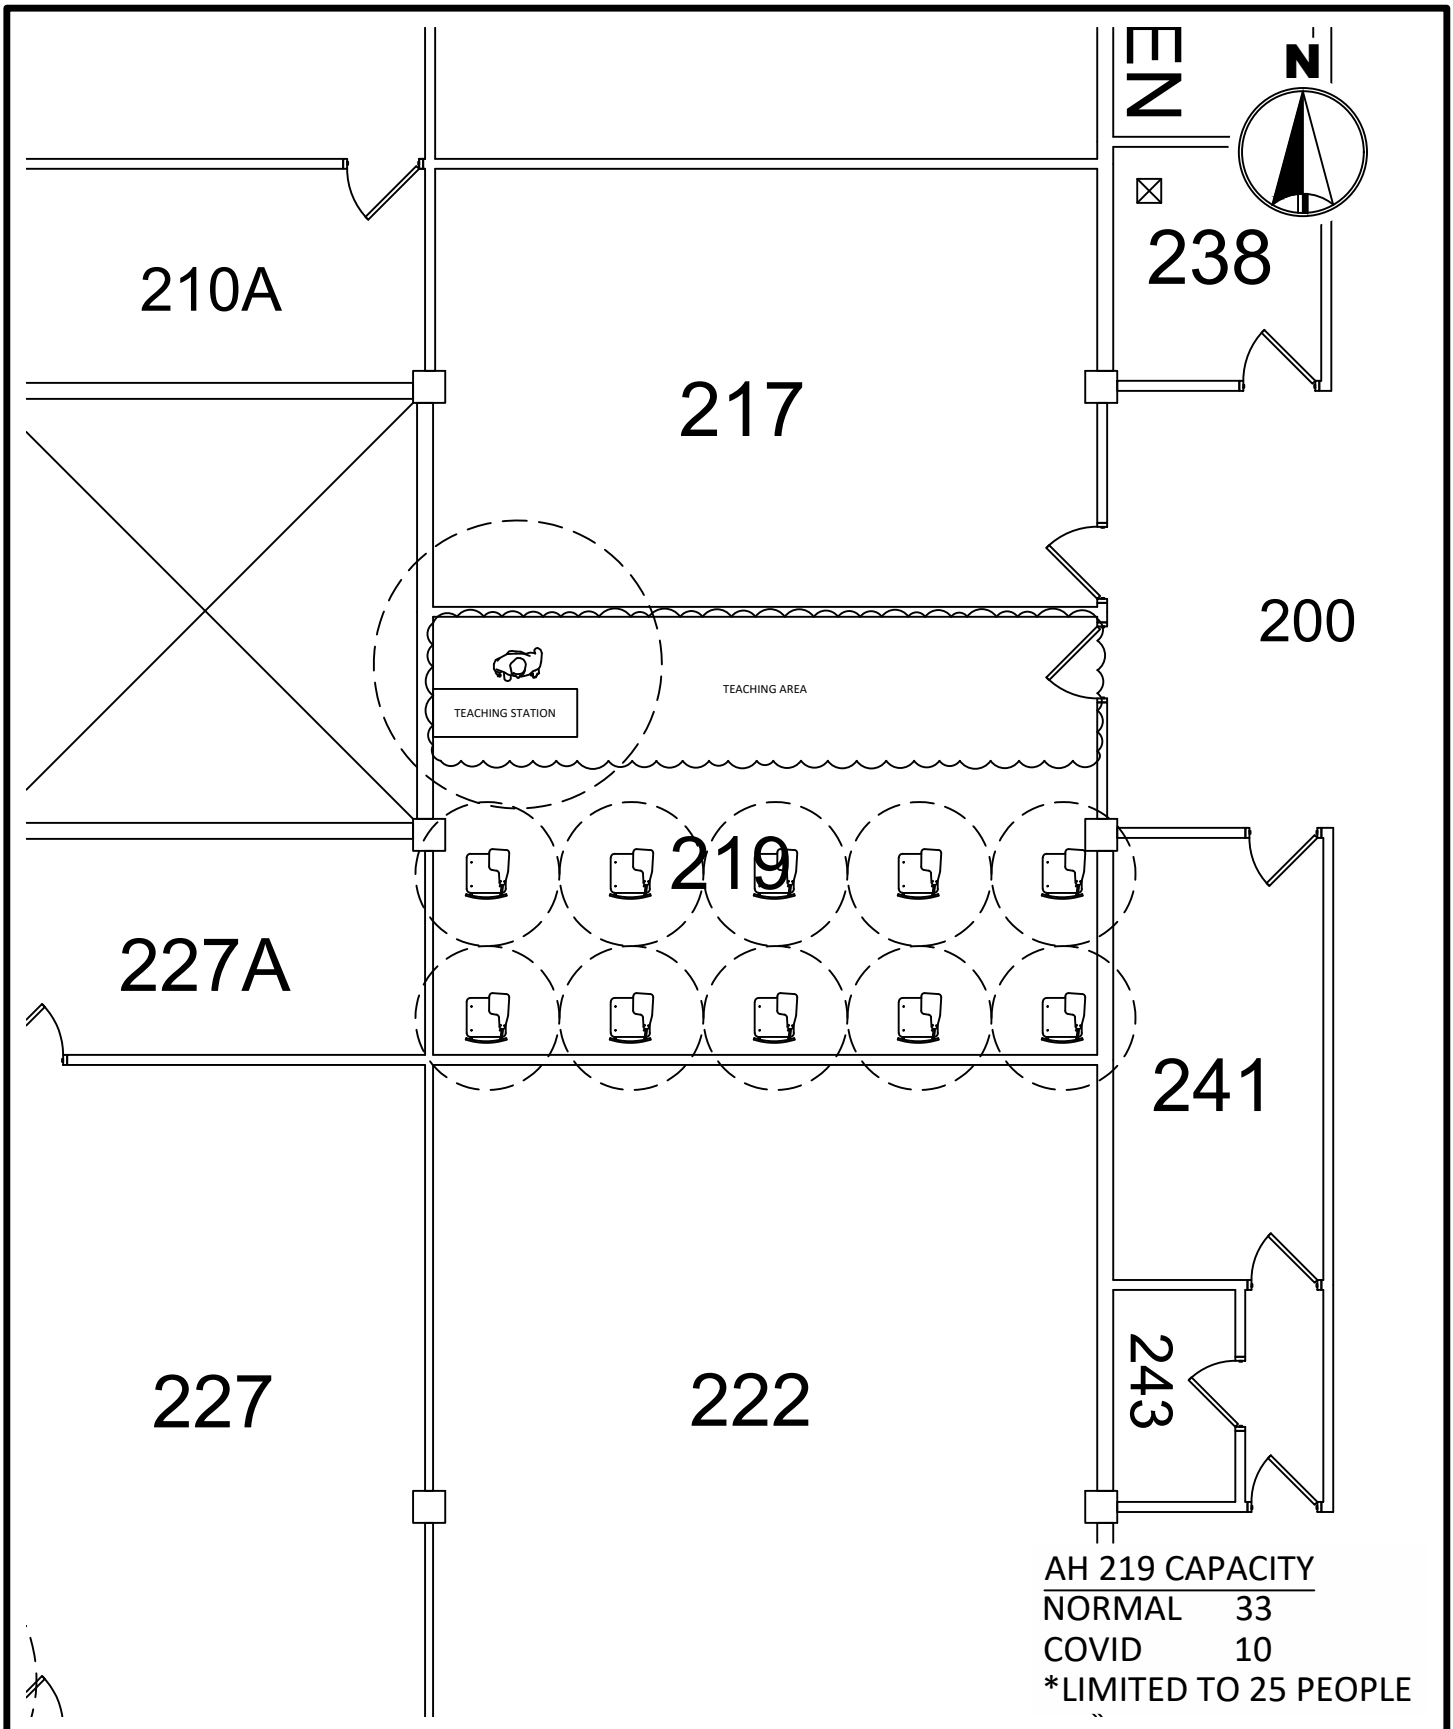 EN
N
238
210A
217
200
TEACHING AREA
TEACHING STATION
219
227A
241
243
227
222
AH 219 CAPACITY
NORMAL 33
COVID 10
*LIMITED TO 25 PEOPLE